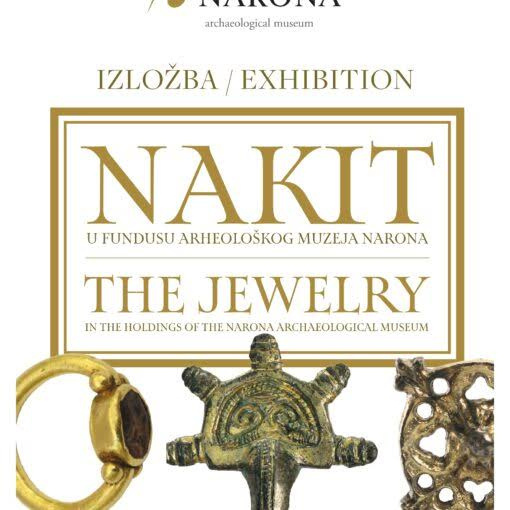 NARONA
archaeological museum
IZLOŽBA / EXHIBITION
NAKIT
U FUNDUSU ARHEOLOŠKOG MUZEJA NARONA
THE JEWELRY
IN THE HOLDINGS OF THE NARONA ARCHAEOLOGICAL MUSEUM